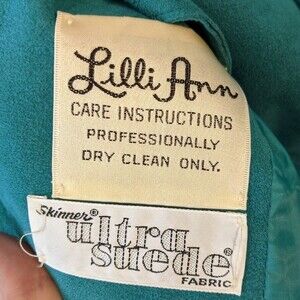 Lilli Ann
CARE INSTRUCTIONS
PROFESSIONALLY
DRY CLEAN ONLY.
Skinner®
ultra
suede®
FABRIC